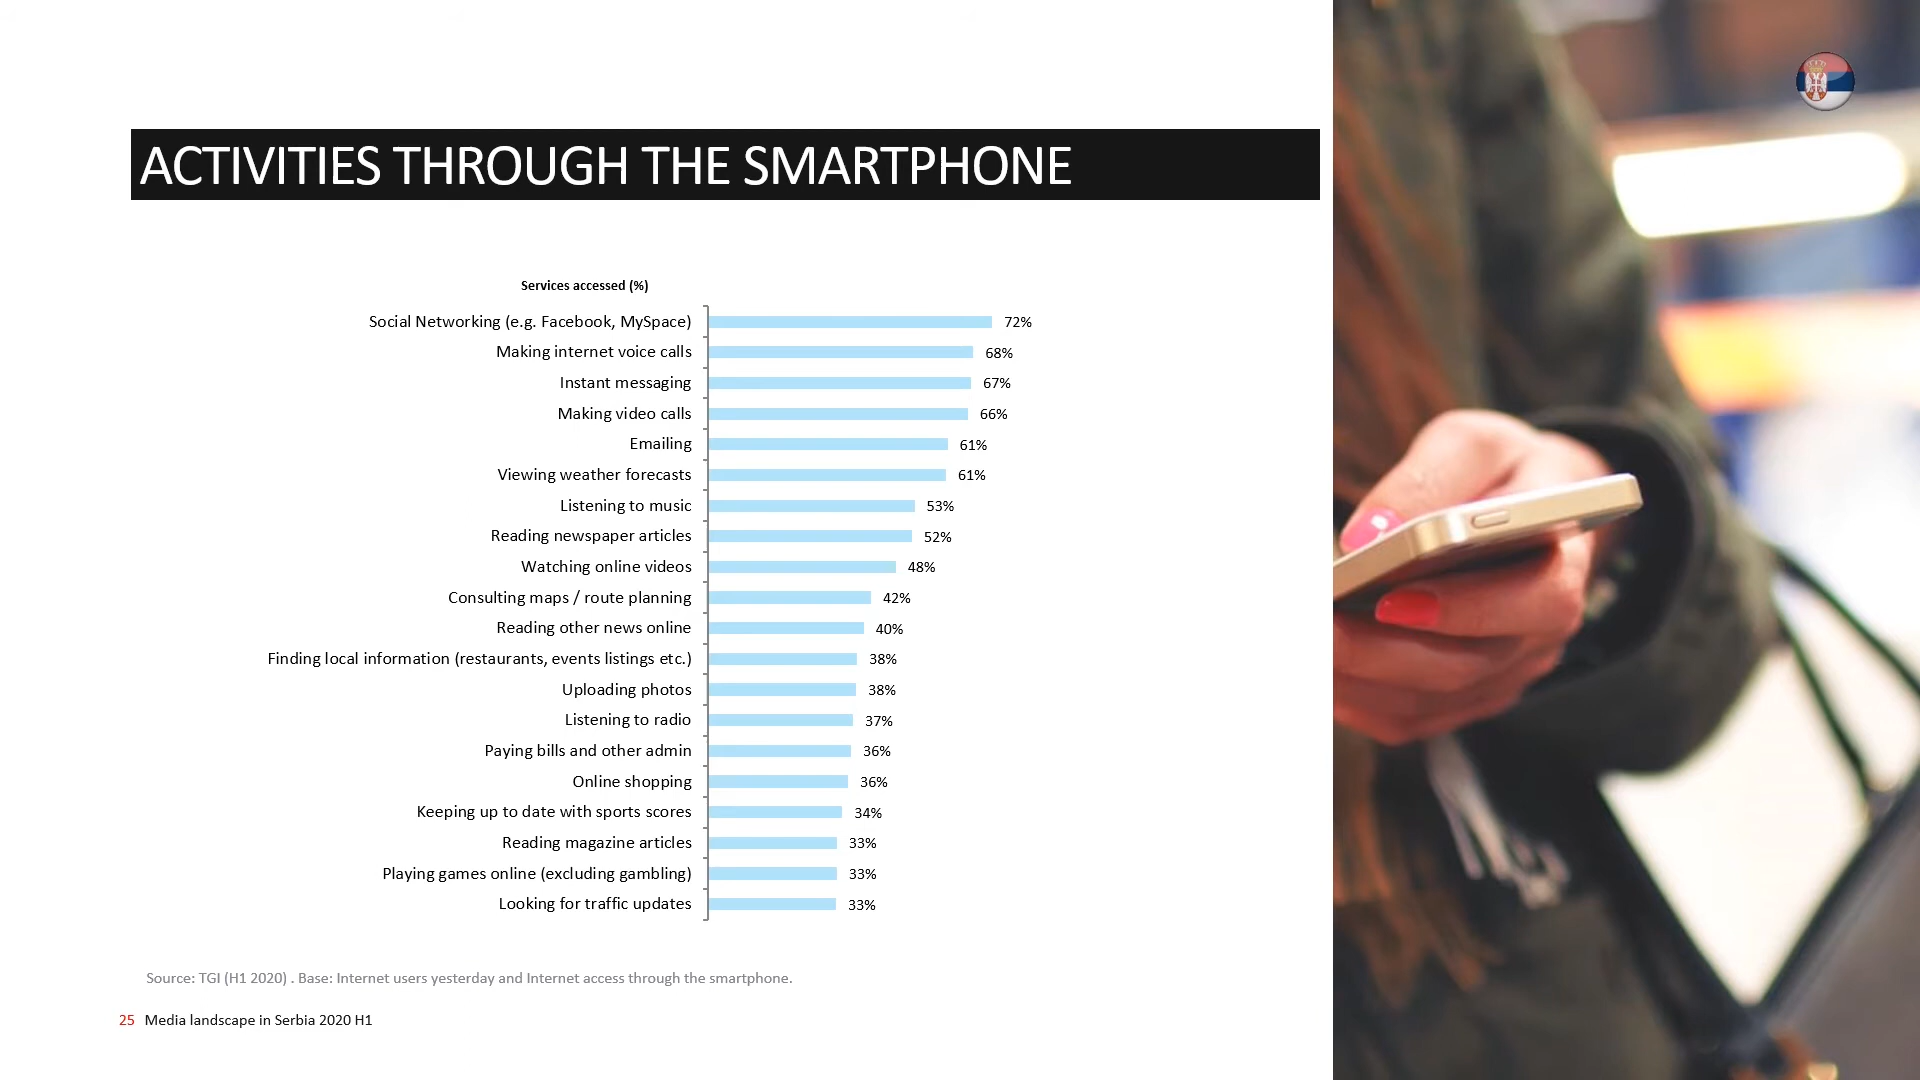 ACTIVITIES THROUGH THE SMARTPHONE
Services accessed (%)
Social Networking (e.g. Facebook, MySpace) 72%
Making internet voice calls 68%
Instant messaging 67%
Making video calls 66%
Emailing 61%
Viewing weather forecasts 61%
Listening to music 53%
Reading newspaper articles 52%
Watching online videos 48%
Consulting maps / route planning 42%
Reading other news online 40%
Finding local information (restaurants, events listings etc.) 38%
Uploading photos 38%
Listening to radio 37%
Paying bills and other admin 36%
Online shopping 36%
Keeping up to date with sports scores 34%
Reading magazine articles 33%
Playing games online (excluding gambling) 33%
Looking for traffic updates 33%
Source: TGI (H1 2020) . Base: Internet users yesterday and Internet access through the smartphone.
25 Media landscape in Serbia 2020 H1